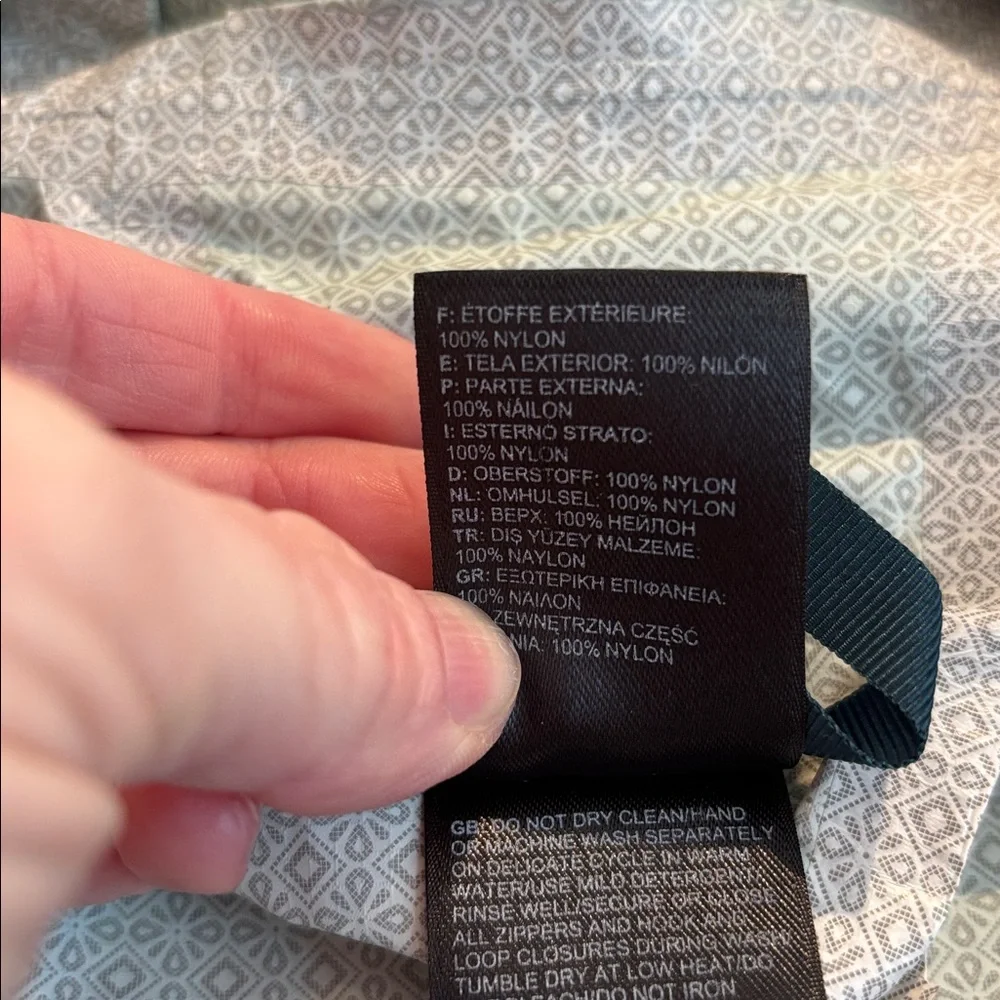 F: ÉTOFFE EXTÉRIEURE:
100% NYLON
E: TELA EXTERIOR: 100% NILÓN
P: PARTE EXTERNA:
100% NÁILON
I: ESTERNO STRATO:
100% NYLON
D: OBERSTOFF: 100% NYLON
NL: OMHULSEL: 100% NYLON
RU: ВЕРХ: 100% НЕЙЛОН
TR: DIŞ YÜZEY MALZEME:
100% NAYLON
GR: ΕΞΩΤΕΡΙΚΗ ΕΠΙΦΑΝΕΙΑ:
100% ΝΑΙΛΟΝ
ZEWNĘTRZNA CZĘŚĆ
NIA: 100% NYLON
GB: DO NOT DRY CLEAN/HAND
OR MACHINE WASH SEPARATELY
ON DELICATE CYCLE IN WARM
WATER/USE MILD DETERGENT/
RINSE WELL/SECURE OR CLOSE
ALL ZIPPERS AND HOOK AND
LOOP CLOSURES DURING WASH
TUMBLE DRY AT LOW HEAT/DO
BLEACH/DO NOT IRON